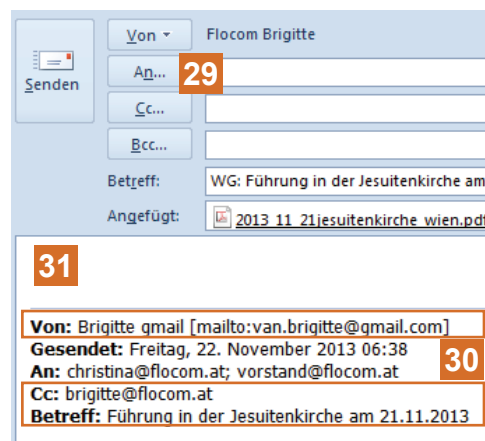 Von Flocom Brigitte
An... 29
Senden
Cc...
Bcc...
Betreff: WG: Führung in der Jesuitenkirche am
Angefügt: 2013_11_21jesuitenkirche_wien.pdf
31
Von: Brigitte gmail [mailto:van.brigitte@gmail.com]
Gesendet: Freitag, 22. November 2013 06:38
An: christina@flocom.at; vorstand@flocom.at
30
Cc: brigitte@flocom.at
Betreff: Führung in der Jesuitenkirche am 21.11.2013